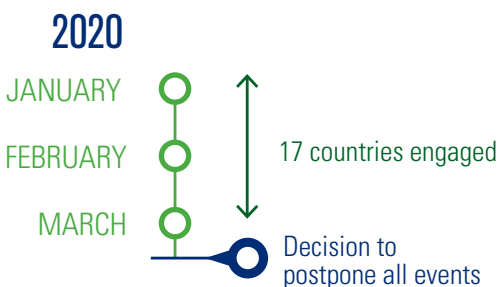 2020
JANUARY
FEBRUARY
17 countries engaged
MARCH
Decision to
postpone all events